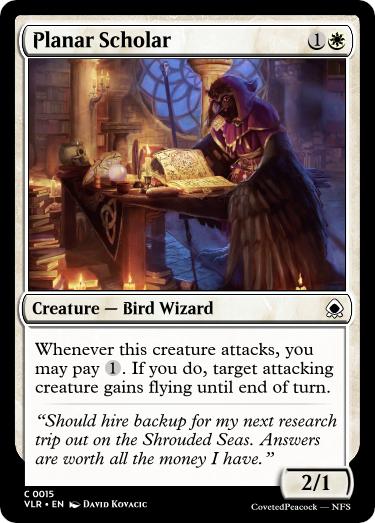 Planar Scholar 1
Creature — Bird Wizard
Whenever this creature attacks, you
may pay 1. If you do, target attacking
creature gains flying until end of turn.
“Should hire backup for my next research
trip out on the Shrouded Seas. Answers
are worth all the money I have.”
2/1
C 0015
VLR • EN David Kovacic
CovetedPeacock — NFS